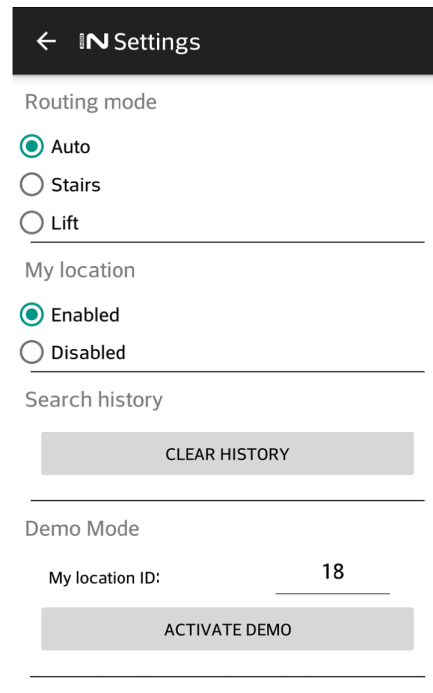 IN Settings
Routing mode
Auto
Stairs
Lift
My location
Enabled
Disabled
Search history
CLEAR HISTORY
Demo Mode
My location ID: 18
ACTIVATE DEMO